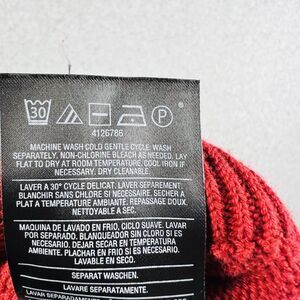 30 P
4126786
MACHINE WASH COLD GENTLE CYCLE. WASH
SEPARATELY. NON-CHLORINE BLEACH AS NEEDED. LAY
FLAT TO DRY AT ROOM TEMPERATURE. COOL IRON IF
NECESSARY. DRY CLEANABLE.
LAVER A 30° CYCLE DELICAT. LAVER SEPAREMENT.
BLANCHIR SANS CHLORE SI NECESSAIRE. SECHER A
PLAT A TEMPERATURE AMBIANTE. REPASSAGE DOUX.
NETTOYABLE A SEC.
MAQUINA DE LAVADO EN FRIO, CICLO SUAVE. LAVAR
POR SEPARADO. BLANQUEADOR SIN CLORO SI ES
NECESARIO. DEJAR SECAR EN TEMPERATURA
AMBIENTE. PLACHAR EN FRIO SI ES NECESARIO.
LAVABLE EN SECO.
SEPARAT WASCHEN.
LAVARE SEPARATAMENTE.
LAVAR SEPARADAMENTE.